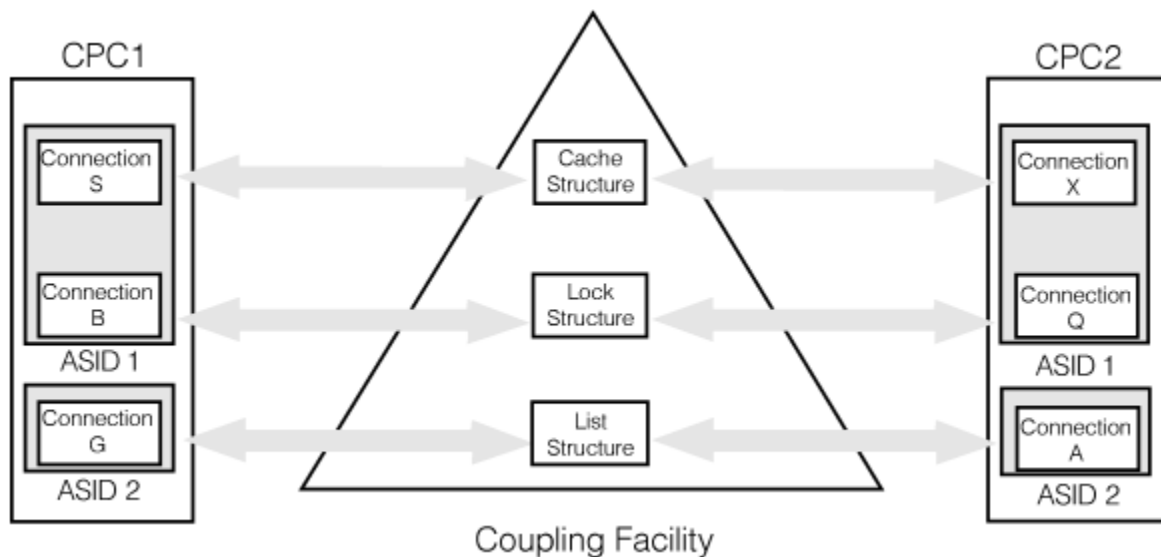 CPC1
Connection
S
Connection
B
ASID 1
Connection
G
ASID 2
Cache
Structure
Lock
Structure
List
Structure
Coupling Facility
CPC2
Connection
X
Connection
Q
ASID 1
Connection
A
ASID 2